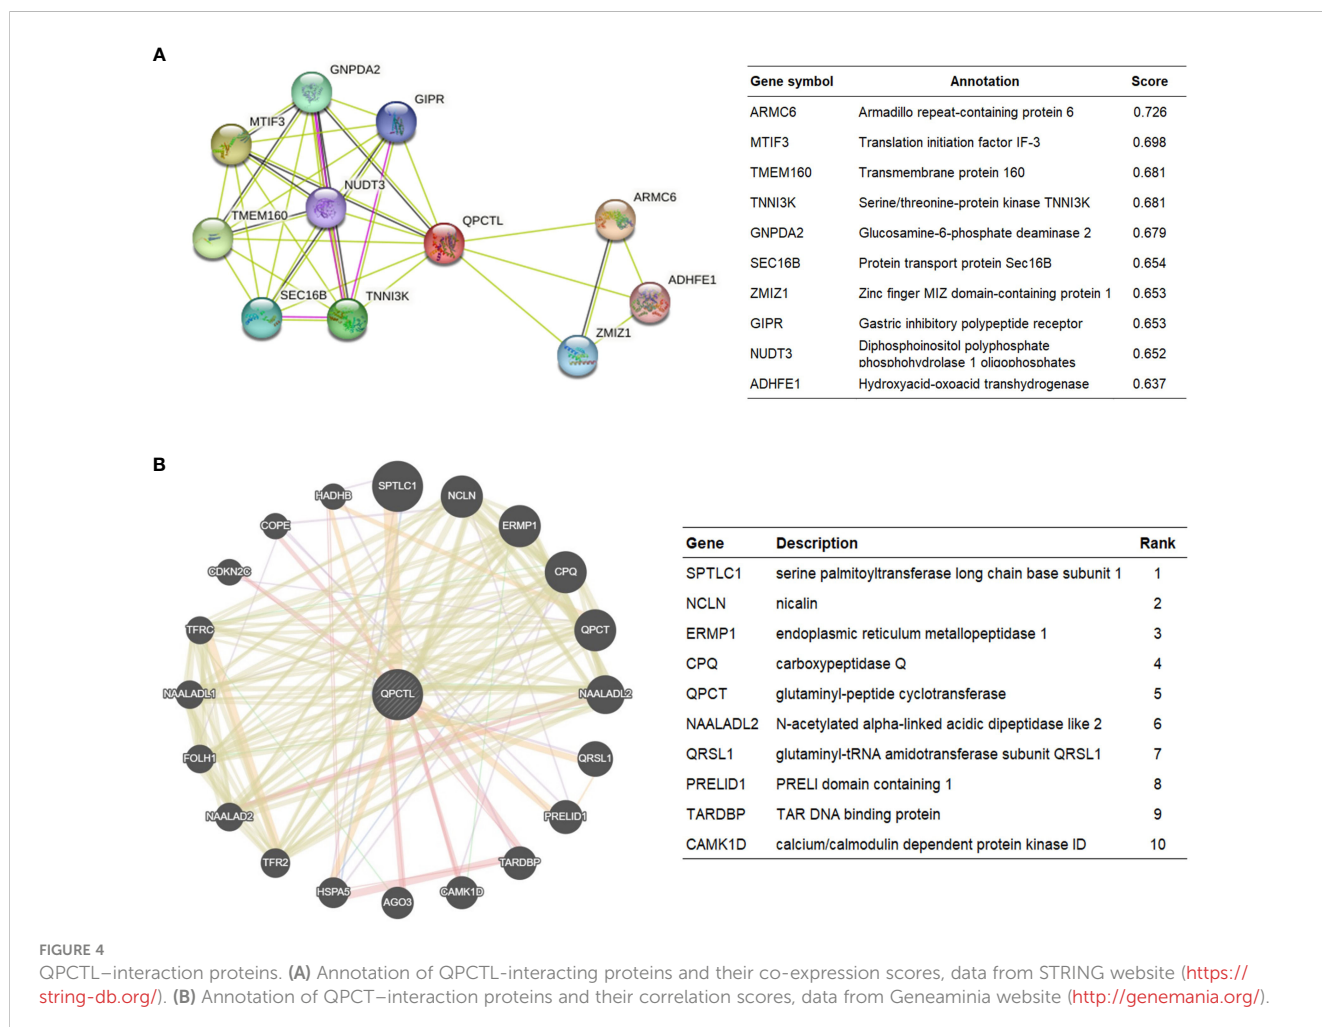 A
GNPDA2
GIPR
MTIF3
NUDT3
TMEM160
QPCTL
ARMC6
ADHFE1
SEC16B
TNNI3K
ZMIZ1
Gene symbol Annotation Score
ARMC6 Armadillo repeat-containing protein 6 0.726
MTIF3 Translation initiation factor IF-3 0.698
TMEM160 Transmembrane protein 160 0.681
TNNI3K Serine/threonine-protein kinase TNNI3K 0.681
GNPDA2 Glucosamine-6-phosphate deaminase 2 0.679
SEC16B Protein transport protein Sec16B 0.654
ZMIZ1 Zinc finger MIZ domain-containing protein 1 0.653
GIPR Gastric inhibitory polypeptide receptor 0.653
NUDT3 Diphosphoinositol polyphosphate phosphohydrolase 1 oligophosphates 0.652
ADHFE1 Hydroxyacid-oxoacid transhydrogenase 0.637
B
SPTLC1
HADHB
NCLN
COPE
ERMP1
CDKN2C
CPQ
TFRC
QPCT
NAALADL1
QPCTL
NAALADL2
FOLH1
QRSL1
NAALAD2
PRELID1
TFR2
TARDBP
HSPA5
AGO3
CAMK1D
Gene Description Rank
SPTLC1 serine palmitoyltransferase long chain base subunit 1 1
NCLN nicalin 2
ERMP1 endoplasmic reticulum metallopeptidase 1 3
CPQ carboxypeptidase Q 4
QPCT glutaminyl-peptide cyclotransferase 5
NAALADL2 N-acetylated alpha-linked acidic dipeptidase like 2 6
QRSL1 glutaminyl-tRNA amidotransferase subunit QRSL1 7
PRELID1 PRELI domain containing 1 8
TARDBP TAR DNA binding protein 9
CAMK1D calcium/calmodulin dependent protein kinase ID 10
FIGURE 4
QPCTL–interaction proteins. (A) Annotation of QPCTL-interacting proteins and their co-expression scores, data from STRING website (https://
string-db.org/). (B) Annotation of QPCT–interaction proteins and their correlation scores, data from Geneaminia website (http://genemania.org/).